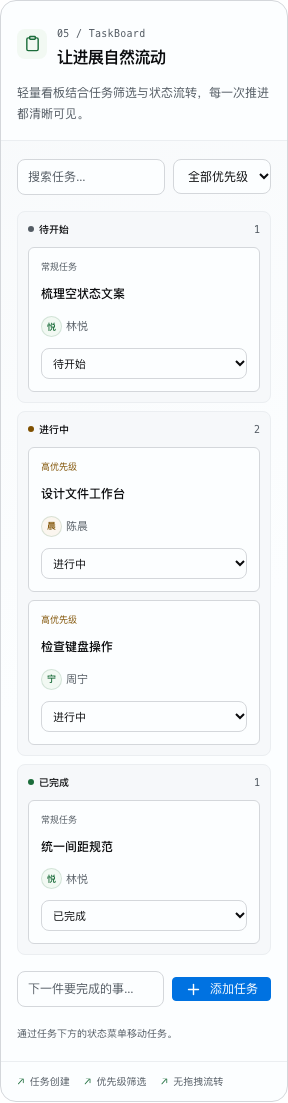 05 / TaskBoard
让进展自然流动
轻量看板结合任务筛选与状态流转，每一次推进
都清晰可见。
搜索任务...
全部优先级
待开始
1
常规任务
梳理空状态文案
悦
林悦
待开始
进行中
2
高优先级
设计文件工作台
晨
陈晨
进行中
高优先级
检查键盘操作
宁
周宁
进行中
已完成
1
常规任务
统一间距规范
悦
林悦
已完成
下一件要完成的事...
添加任务
通过任务下方的状态菜单移动任务。
任务创建
优先级筛选
无拖拽流转